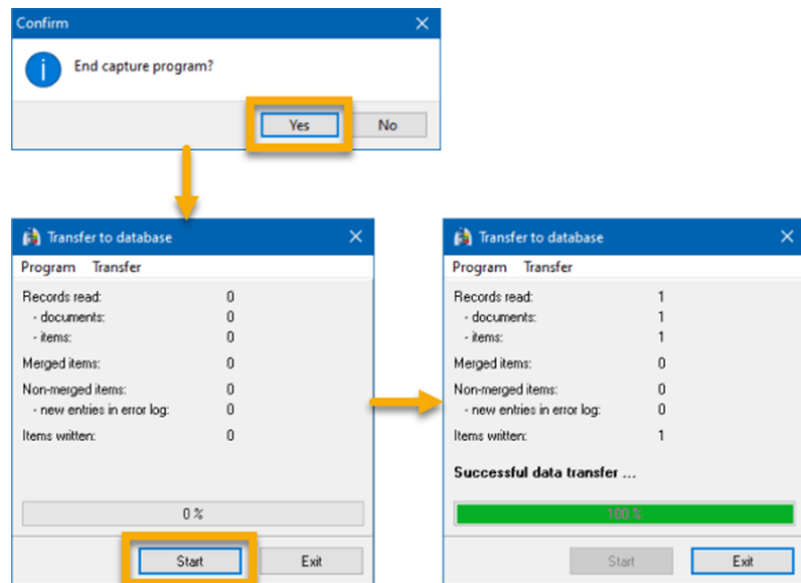 Confirm
End capture program?
Yes No
Transfer to database
Program Transfer
Records read: 0
- documents: 0
- items: 0
Merged items: 0
Non-merged items: 0
- new entries in error log: 0
Items written: 0
0 %
Start Exit
Transfer to database
Program Transfer
Records read: 1
- documents: 1
- items: 1
Merged items: 0
Non-merged items: 0
- new entries in error log: 0
Items written: 1
Successful data transfer ...
100 %
Start Exit